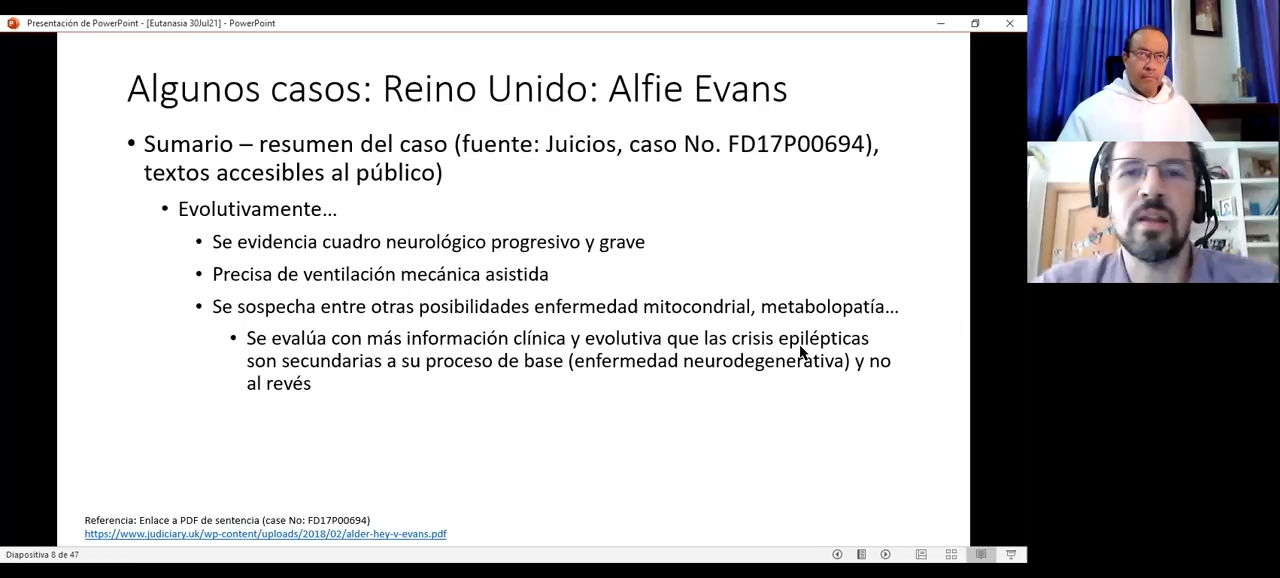 Presentación de PowerPoint - [Eutanasia 30Jul21] - PowerPoint
Algunos casos: Reino Unido: Alfie Evans
• Sumario – resumen del caso (fuente: Juicios, caso No. FD17P00694),
textos accesibles al público)
• Evolutivamente…
• Se evidencia cuadro neurológico progresivo y grave
• Precisa de ventilación mecánica asistida
• Se sospecha entre otras posibilidades enfermedad mitocondrial, metabolopatía…
• Se evalúa con más información clínica y evolutiva que las crisis epilépticas
son secundarias a su proceso de base (enfermedad neurodegenerativa) y no
al revés
Referencia: Enlace a PDF de sentencia (case No: FD17P00694)
https://www.judiciary.uk/wp-content/uploads/2018/02/alder-hey-v-evans.pdf
Diapositiva 8 de 47